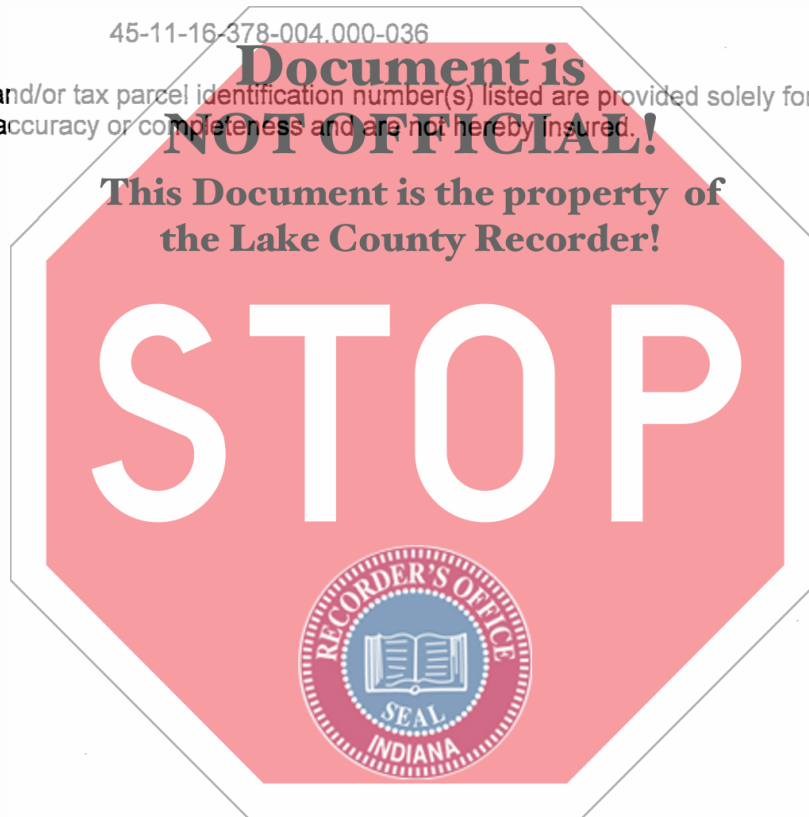 45-11-16-378-004.000-036
Document is
and/or tax parcel identification number(s) listed are provided solely for
NOT OFFICIAL!
accuracy or completeness and are not hereby insured.
This Document is the property of
the Lake County Recorder!
STOP
RECORDER'S OFFICE
SEAL
INDIANA